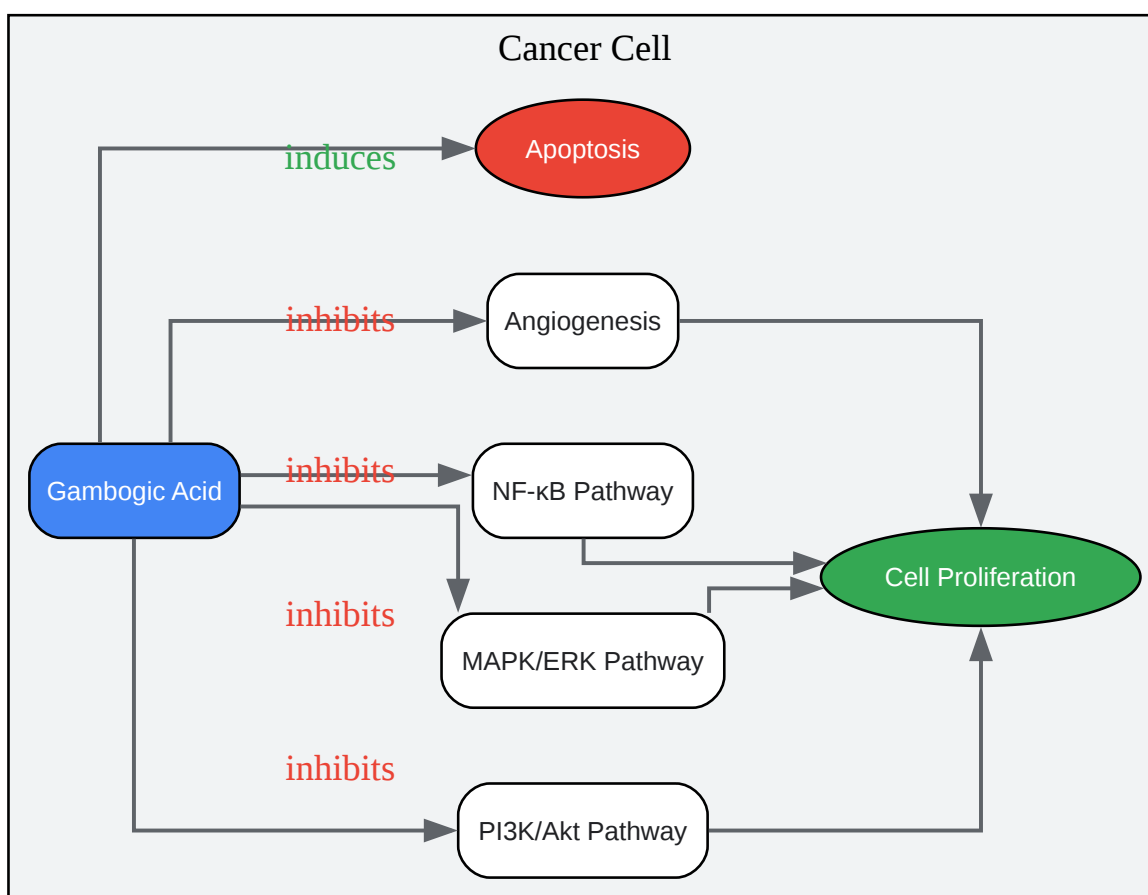 Cancer Cell
induces
Apoptosis
inhibits
Angiogenesis
Gambogic Acid
inhibits
NF-κB Pathway
Cell Proliferation
inhibits
MAPK/ERK Pathway
inhibits
PI3K/Akt Pathway